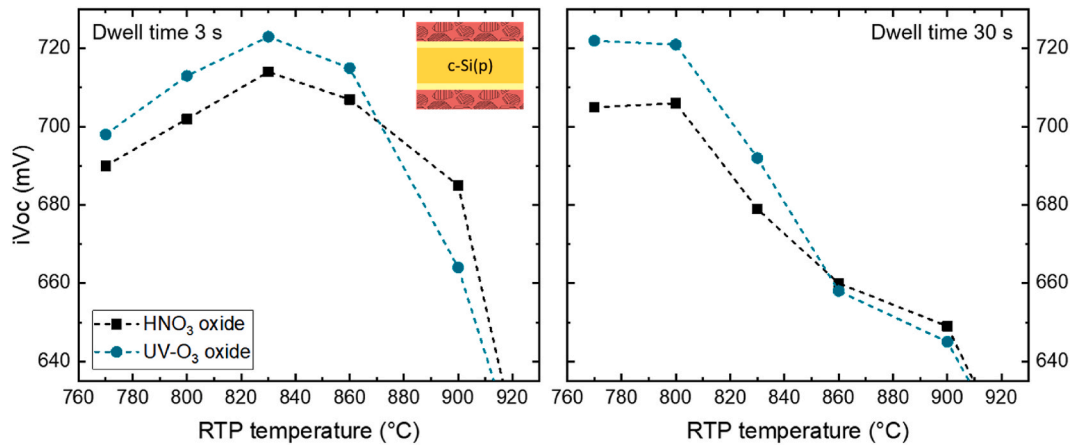 Dwell time 3 s
c-Si(p)
720
700
680
660
640
iVoc (mV)
HNO₃ oxide
UV-O₃ oxide
760 780 800 820 840 860 880 900 920
RTP temperature (°C)
Dwell time 30 s
720
700
680
660
640
760 780 800 820 840 860 880 900 920
RTP temperature (°C)